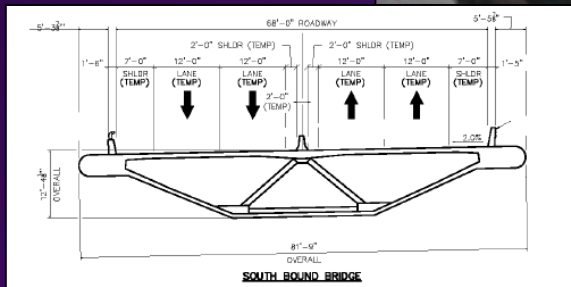 5'-3⅜"
68'-0" ROADWAY
5'-5⅝"
2'-0" SHLDR (TEMP)
2'-0" SHLDR (TEMP)
1'-6" 7'-0" 12'-0" 12'-0" 12'-0" 12'-0" 7'-0" 1'-5"
SHLDR LANE LANE LANE LANE SHLDR
(TEMP) (TEMP) (TEMP) (TEMP) (TEMP) (TEMP)
2'-0"
(TEMP)
2.0%
OVERALL
81'-9"
OVERALL
SOUTH BOUND BRIDGE